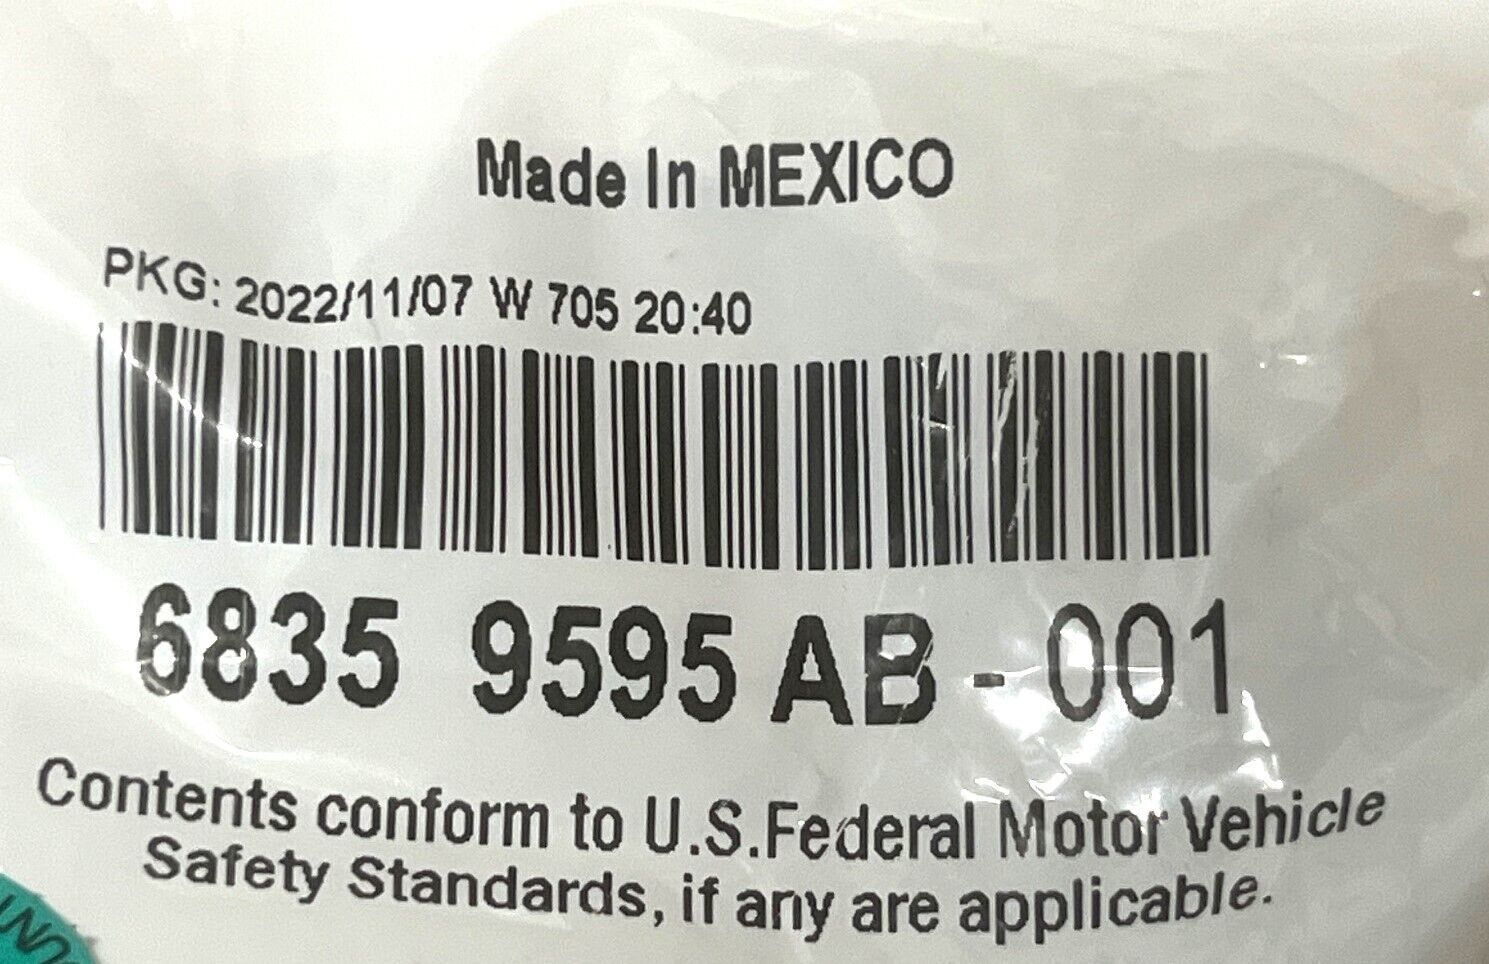 Made In MEXICO
PKG: 2022/11/07 W 705 20:40
6835 9595 AB - 001
Contents conform to U.S.Federal Motor Vehicle
Safety Standards, if any are applicable.